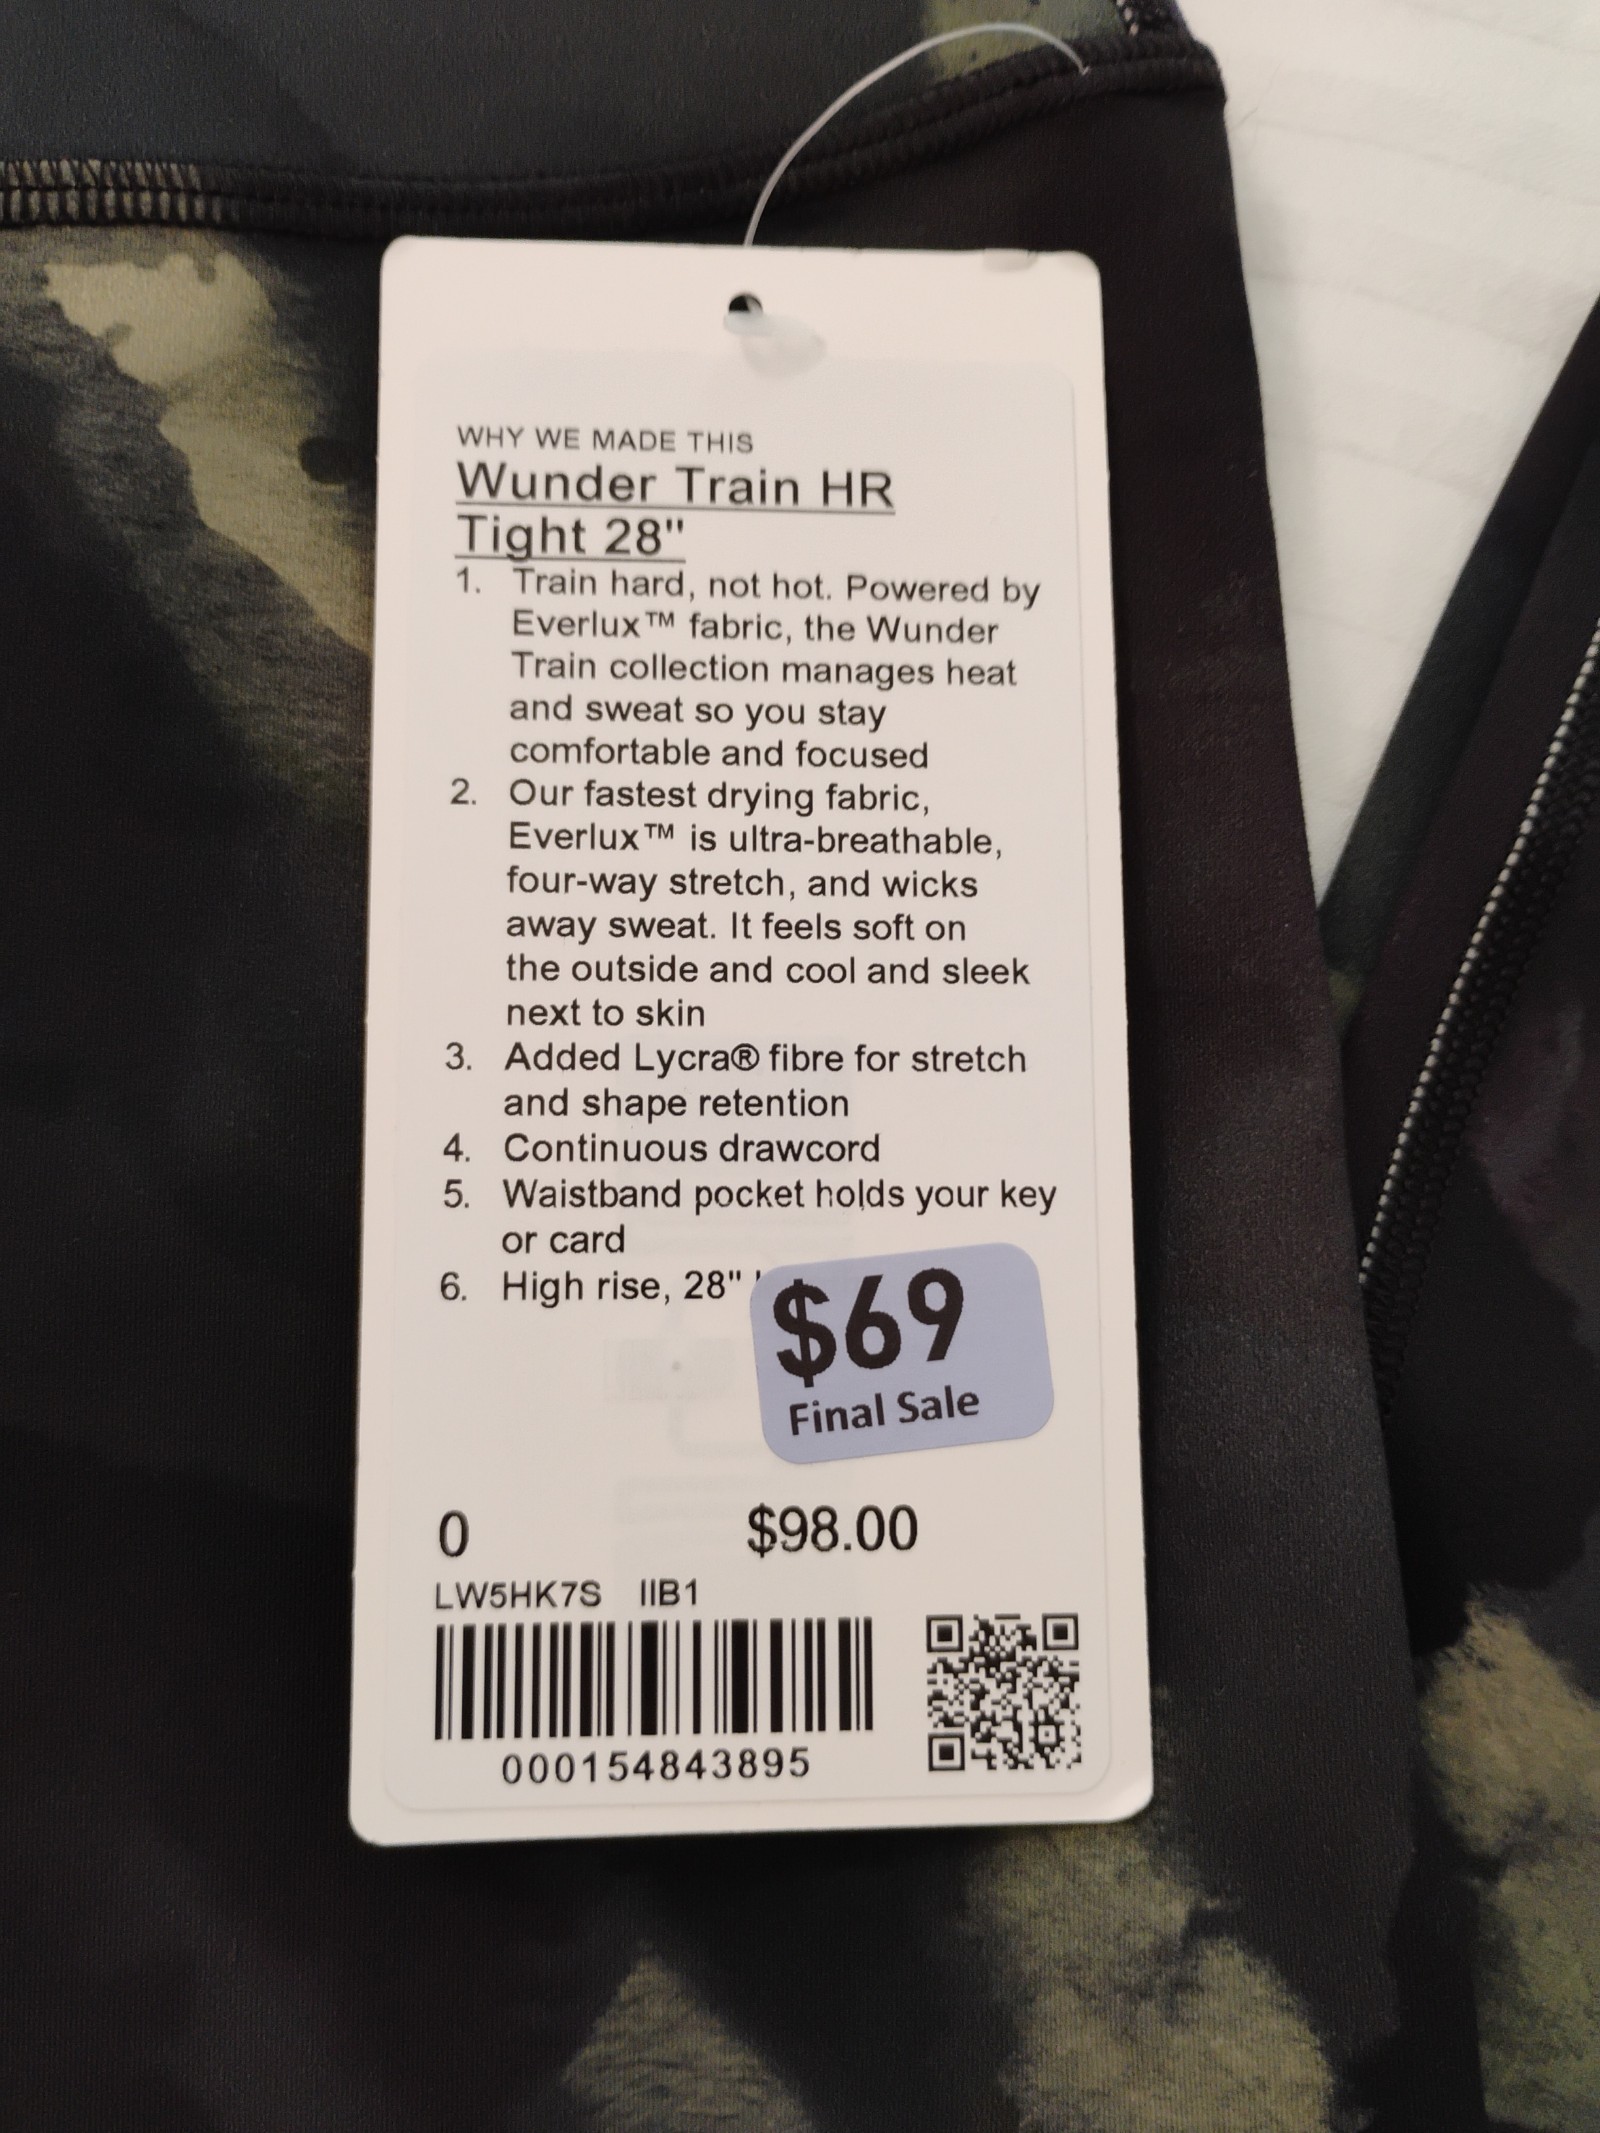 WHY WE MADE THIS
Wunder Train HR
Tight 28"
1. Train hard, not hot. Powered by
Everlux™ fabric, the Wunder
Train collection manages heat
and sweat so you stay
comfortable and focused
2. Our fastest drying fabric,
Everlux™ is ultra-breathable,
four-way stretch, and wicks
away sweat. It feels soft on
the outside and cool and sleek
next to skin
3. Added Lycra® fibre for stretch
and shape retention
4. Continuous drawcord
5. Waistband pocket holds your key
or card
6. High rise, 28"
$69
Final Sale
0 $98.00
LW5HK7S IIB1
000154843895